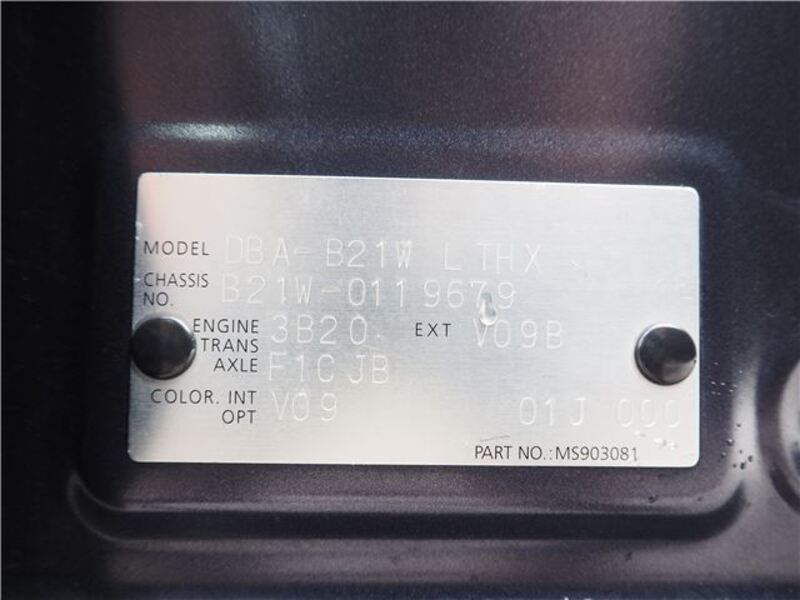 MODEL DBA-B21W LTHX
CHASSIS NO. B21W-0119679
ENGINE 3B20 EXT V09B
TRANS AXLE F1CJB
COLOR. INT OPT V09 01J 000
PART NO.:MS903081